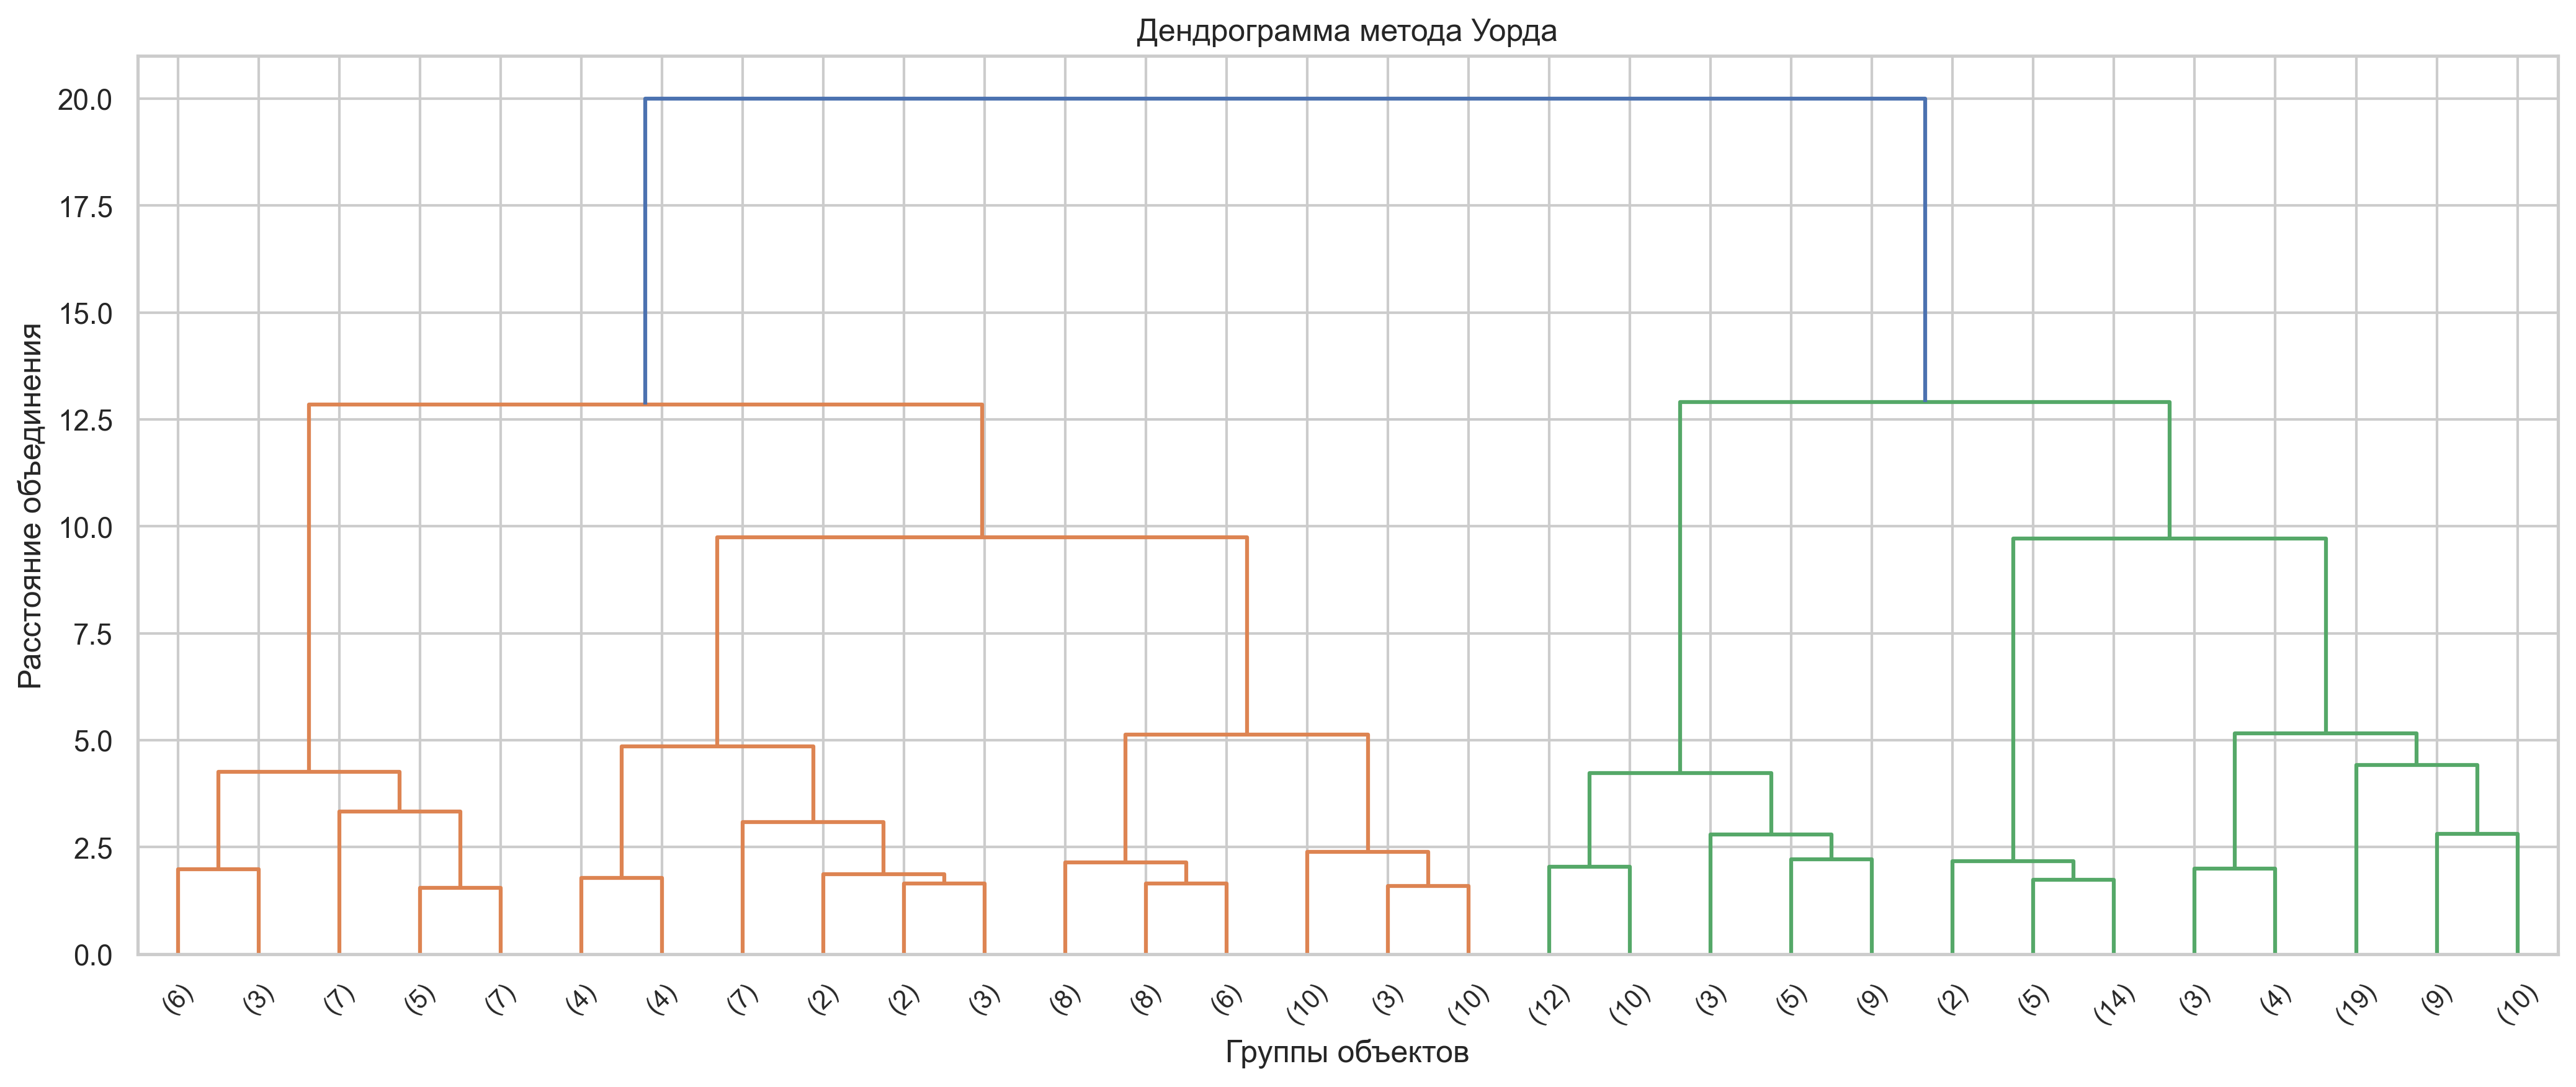 Дендрограмма метода Уорда
Расстояние объединения
20.0
17.5
15.0
12.5
10.0
7.5
5.0
2.5
0.0
(6) (3) (7) (5) (7) (4) (4) (7) (2) (2) (3) (8) (8) (6) (10) (3) (10) (12) (10) (3) (5) (9) (2) (5) (14) (3) (4) (19) (9) (10)
Группы объектов